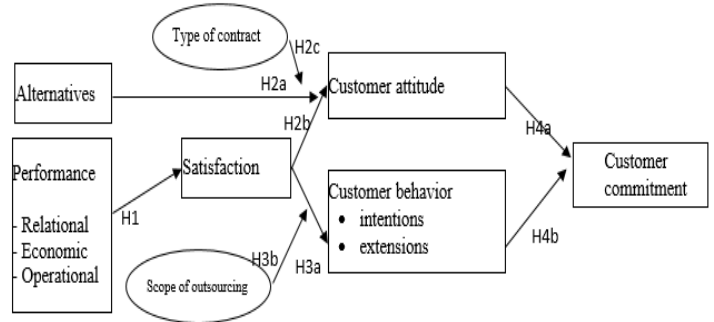 Type of contract
H2c
Alternatives
H2a
Customer attitude
H2b
H4a
Performance
- Relational
- Economic
- Operational
H1
Satisfaction
Customer behavior
• intentions
• extensions
Customer
commitment
H4b
H3b
H3a
Scope of outsourcing